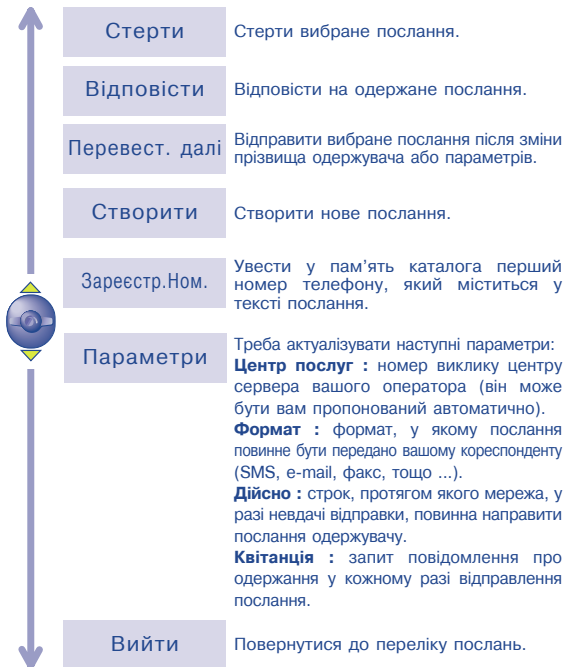 Стерти
Стерти вибране послання.
Відповісти
Відповісти на одержане послання.
Перевест. далі
Відправити вибране послання після зміни
прізвища одержувача або параметрів.
Створити
Створити нове послання.
Зареєстр.Ном.
Увести у пам’ять каталога перший
номер телефону, який міститься у
тексті послання.
Параметри
Треба актуалізувати наступні параметри:
Центр послуг : номер виклику центру
сервера вашого оператора (він може
бути вам пропонований автоматично).
Формат : формат, у якому послання
повинне бути передано вашому кореспонденту
(SMS, e-mail, факс, тощо ...).
Дійсно : строк, протягом якого мережа, у
разі невдачі відправки, повинна направити
послання одержувачу.
Квітанція : запит повідомлення про
одержання у кожному разі відправлення
послання.
Вийти
Повернутися до переліку послань.